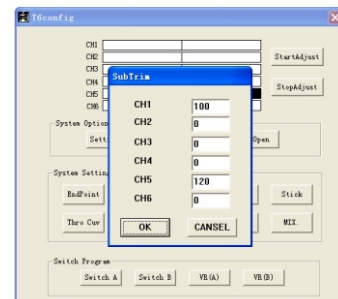 T6config
CH1
CH2
CH3
CH4
CH5
CH6
StartAdjust
StopAdjust
SubTrim
CH1 100
CH2 0
CH3 0
CH4 0
CH5 120
CH6 0
OK CANSEL
System Option
Open
EndPoint
Stick
Thro Cuv
MIX.
Switch Program
Switch A Switch B VR(A) VR(B)